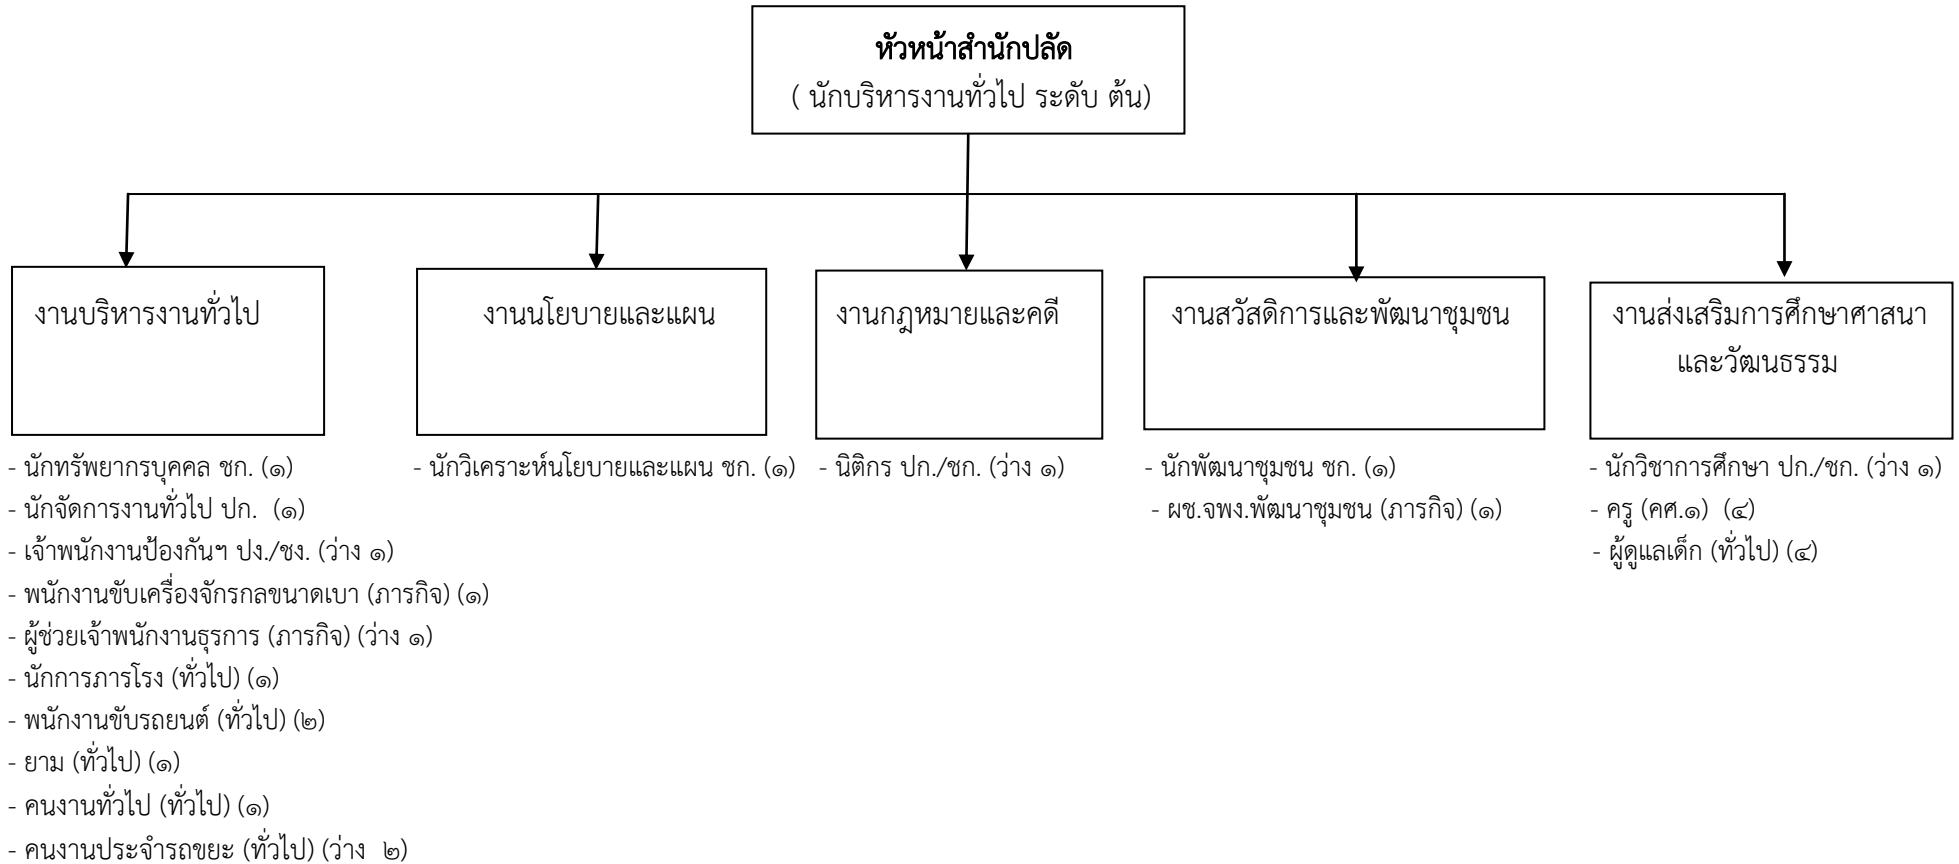 หัวหน้าสำนักปลัด
( นักบริหารงานทั่วไป ระดับ ต้น)
งานบริหารงานทั่วไป
- นักทรัพยากรบุคคล ชก. (๑)
- นักจัดการงานทั่วไป ปก. (๑)
- เจ้าพนักงานป้องกันฯ ปง./ชง. (ว่าง ๑)
- พนักงานขับเครื่องจักรกลขนาดเบา (ภารกิจ) (๑)
- ผู้ช่วยเจ้าพนักงานธุรการ (ภารกิจ) (ว่าง ๑)
- นักการภารโรง (ทั่วไป) (๑)
- พนักงานขับรถยนต์ (ทั่วไป) (๒)
- ยาม (ทั่วไป) (๑)
- คนงานทั่วไป (ทั่วไป) (๑)
- คนงานประจำรถขยะ (ทั่วไป) (ว่าง ๒)
งานนโยบายและแผน
- นักวิเคราะห์นโยบายและแผน ชก. (๑)
งานกฎหมายและคดี
- นิติกร ปก./ชก. (ว่าง ๑)
งานสวัสดิการและพัฒนาชุมชน
- นักพัฒนาชุมชน ชก. (๑)
- ผช.จพง.พัฒนาชุมชน (ภารกิจ) (๑)
งานส่งเสริมการศึกษาศาสนา
และวัฒนธรรม
- นักวิชาการศึกษา ปก./ชก. (ว่าง ๑)
- ครู (คศ.๑) (๔)
- ผู้ดูแลเด็ก (ทั่วไป) (๔)